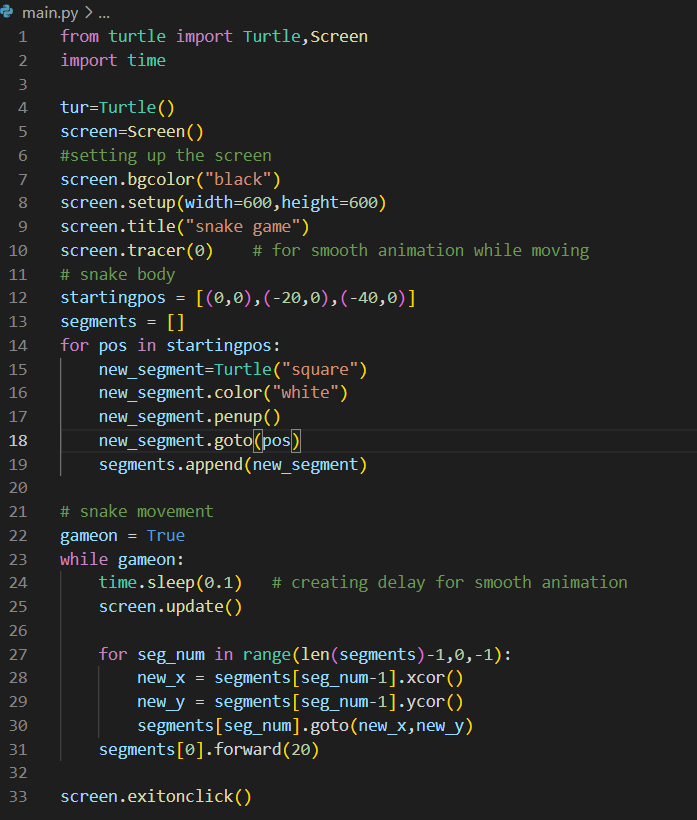 main.py > ...
1 from turtle import Turtle,Screen
2 import time
3
4 tur=Turtle()
5 screen=Screen()
6 #setting up the screen
7 screen.bgcolor("black")
8 screen.setup(width=600,height=600)
9 screen.title("snake game")
10 screen.tracer(0)    # for smooth animation while moving
11 # snake body
12 startingpos = [(0,0),(-20,0),(-40,0)]
13 segments = []
14 for pos in startingpos:
15     new_segment=Turtle("square")
16     new_segment.color("white")
17     new_segment.penup()
18     new_segment.goto(pos)
19     segments.append(new_segment)
20
21 # snake movement
22 gameon = True
23 while gameon:
24     time.sleep(0.1)   # creating delay for smooth animation
25     screen.update()
26
27     for seg_num in range(len(segments)-1,0,-1):
28         new_x = segments[seg_num-1].xcor()
29         new_y = segments[seg_num-1].ycor()
30         segments[seg_num].goto(new_x,new_y)
31     segments[0].forward(20)
32
33 screen.exitonclick()